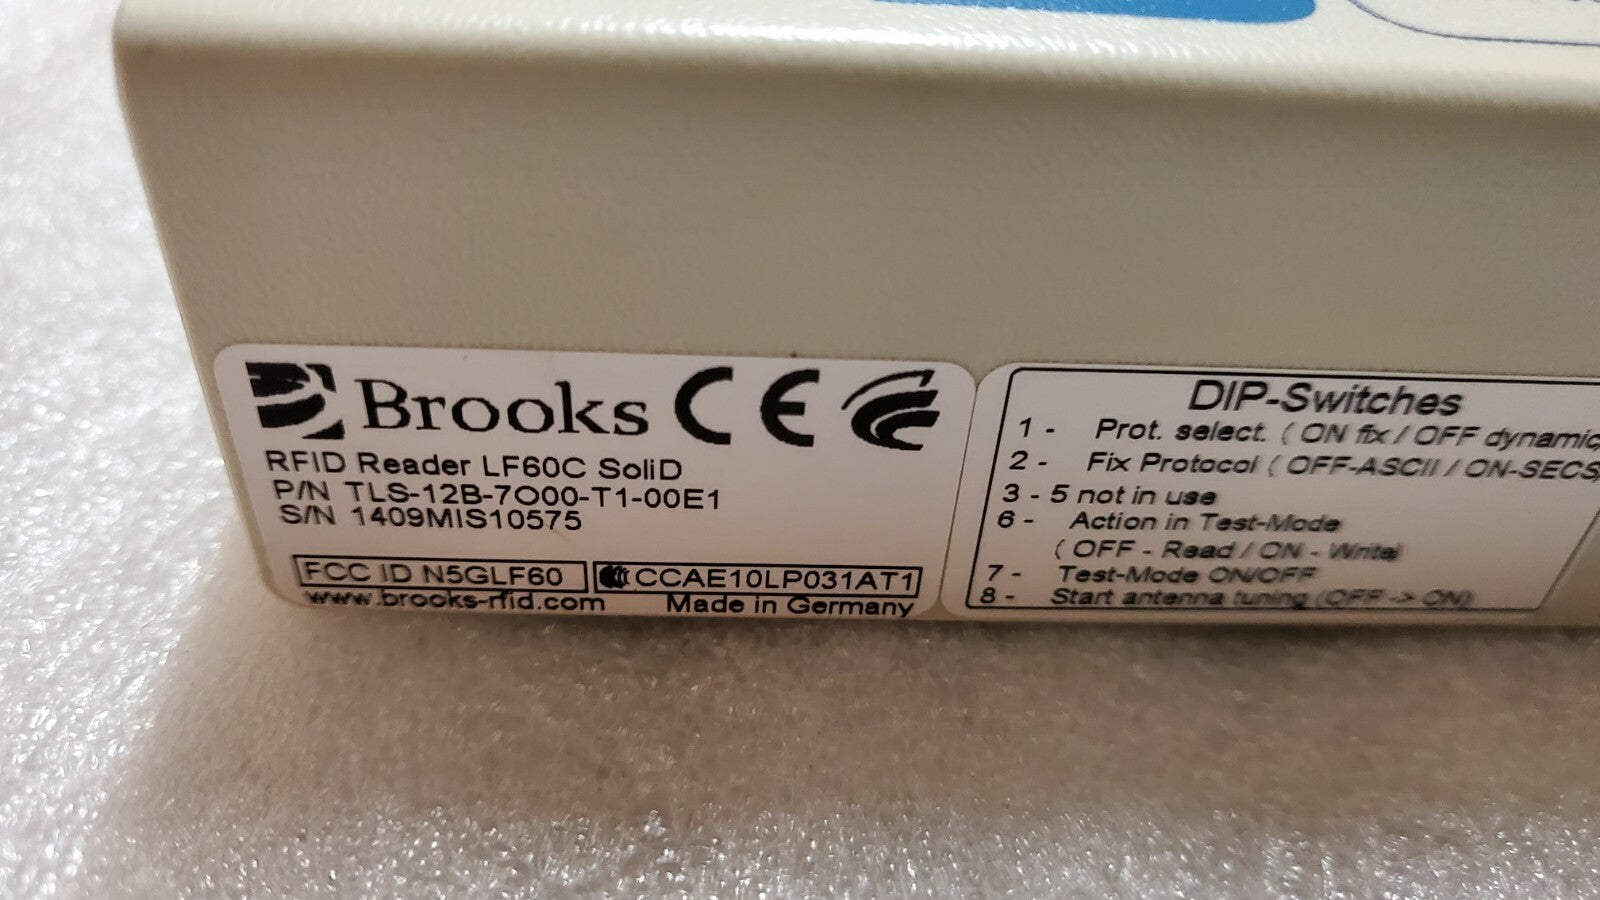 Brooks CE
RFID Reader LF60C SoliD
P/N TLS-12B-7O00-T1-00E1
S/N 1409MIS10575
FCC ID N5GLF60
CCAE10LP031AT1
www.brooks-rfid.com Made in Germany
DIP-Switches
1 - Prot. select. ( ON fix / OFF dynamic
2 - Fix Protocol ( OFF-ASCII / ON-SECS
3 - 5 not in use
6 - Action in Test-Mode
( OFF - Read / ON - Write)
7 - Test-Mode ON/OFF
8 - Start antenna tuning (OFF -> ON)